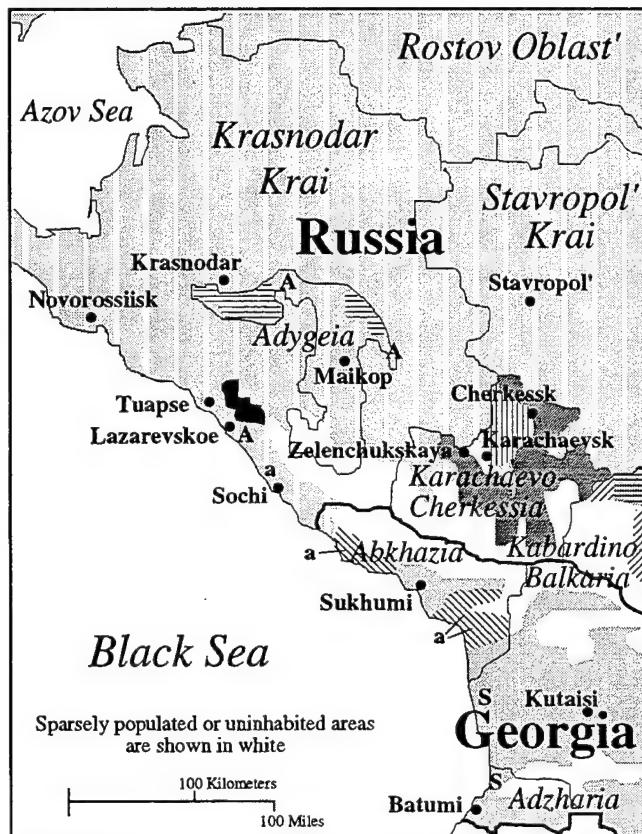 Rostov Oblast'
Azov Sea
Krasnodar
Krai
Stavropol'
Krai
Russia
Krasnodar
A
Stavropol'
Novorossiisk
Adygeia
A
Maikop
Cherkessk
Tuapse
Lazarevskoe
A
Zelenchukskaya
Karachaevsk
a
Sochi
Karachaevo
Cherkessia
a
Abkhazia
Kabardino
Balkaria
Sukhumi
a
Black Sea
S
Kutaisi
Georgia
Sparsely populated or uninhabited areas
are shown in white
S
100 Kilometers
100 Miles
Batumi
Adzharia